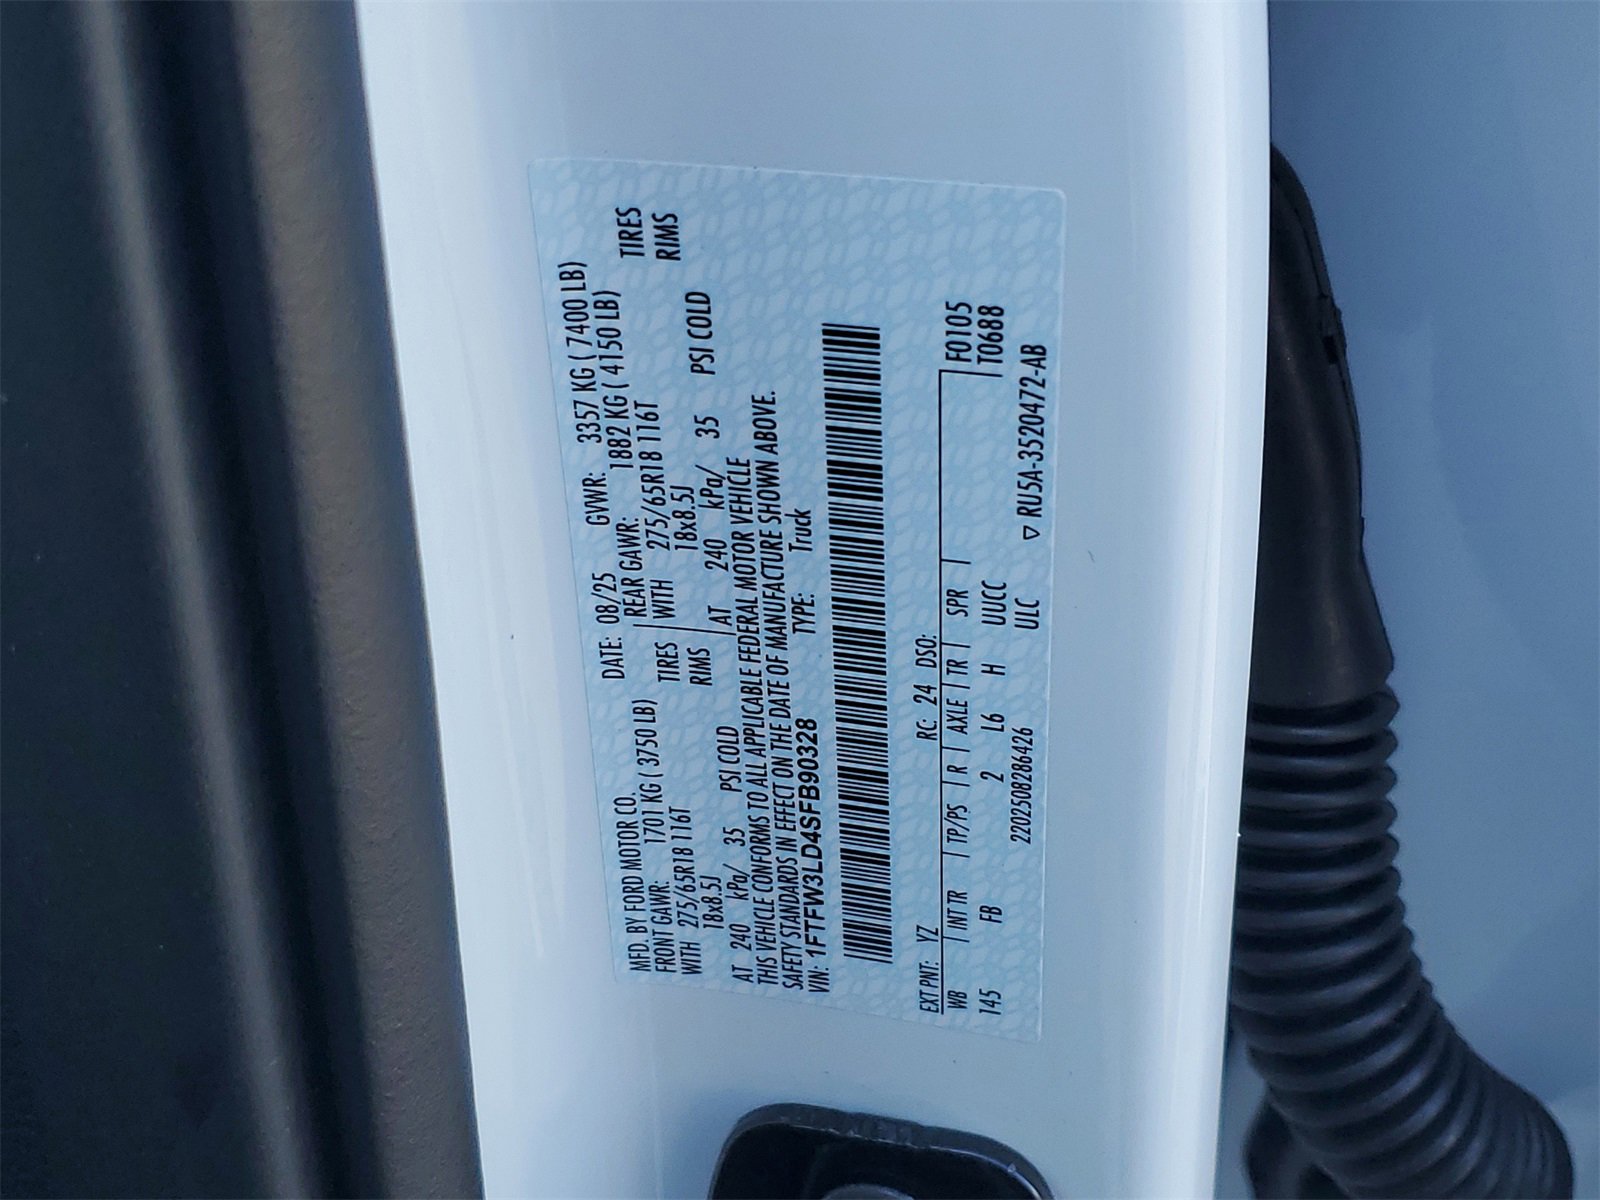 MFD. BY FORD MOTOR CO. DATE: 08/25 GVWR: 3357 KG ( 7400 LB)
FRONT GAWR: 1701 KG ( 3750 LB) REAR GAWR: 1882 KG ( 4150 LB)
WITH 275/65R18 116T TIRES WITH 275/65R18 116T TIRES
18x8.5J RIMS 18x8.5J RIMS
AT 240 kPa/ 35 PSI COLD AT 240 kPa/ 35 PSI COLD
THIS VEHICLE CONFORMS TO ALL APPLICABLE FEDERAL MOTOR VEHICLE
SAFETY STANDARDS IN EFFECT ON THE DATE OF MANUFACTURE SHOWN ABOVE.
VIN: 1FTFW3LD4SFB90328 TYPE: Truck
EXT PNT: YZ RC: 24 DSO:
WB / INT TR / TP/PS / R / AXLE / TR / SPR / F0105
145 FB 2 L6 H UUCC T0688
2202508286426 ULC ▽ RU5A-3520472-AB